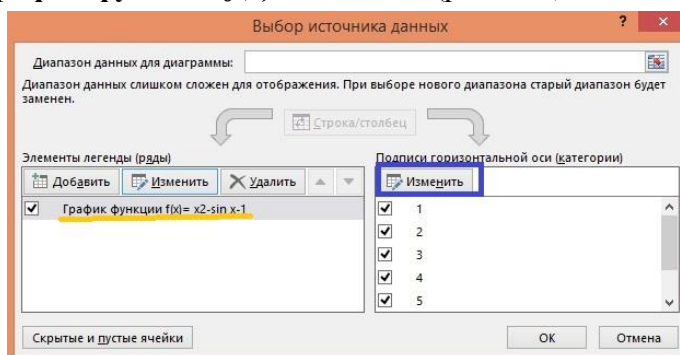 Выбор источника данных
?
×
Диапазон данных для диаграммы:
Диапазон данных слишком сложен для отображения. При выборе нового диапазона старый диапазон будет
заменен.
Строка/столбец
Элементы легенды (ряды)
Подписи горизонтальной оси (категории)
Добавить Изменить Удалить
Изменить
График функции f(x)= x2-sin x-1
1
2
3
4
5
Скрытые и пустые ячейки
ОК
Отмена